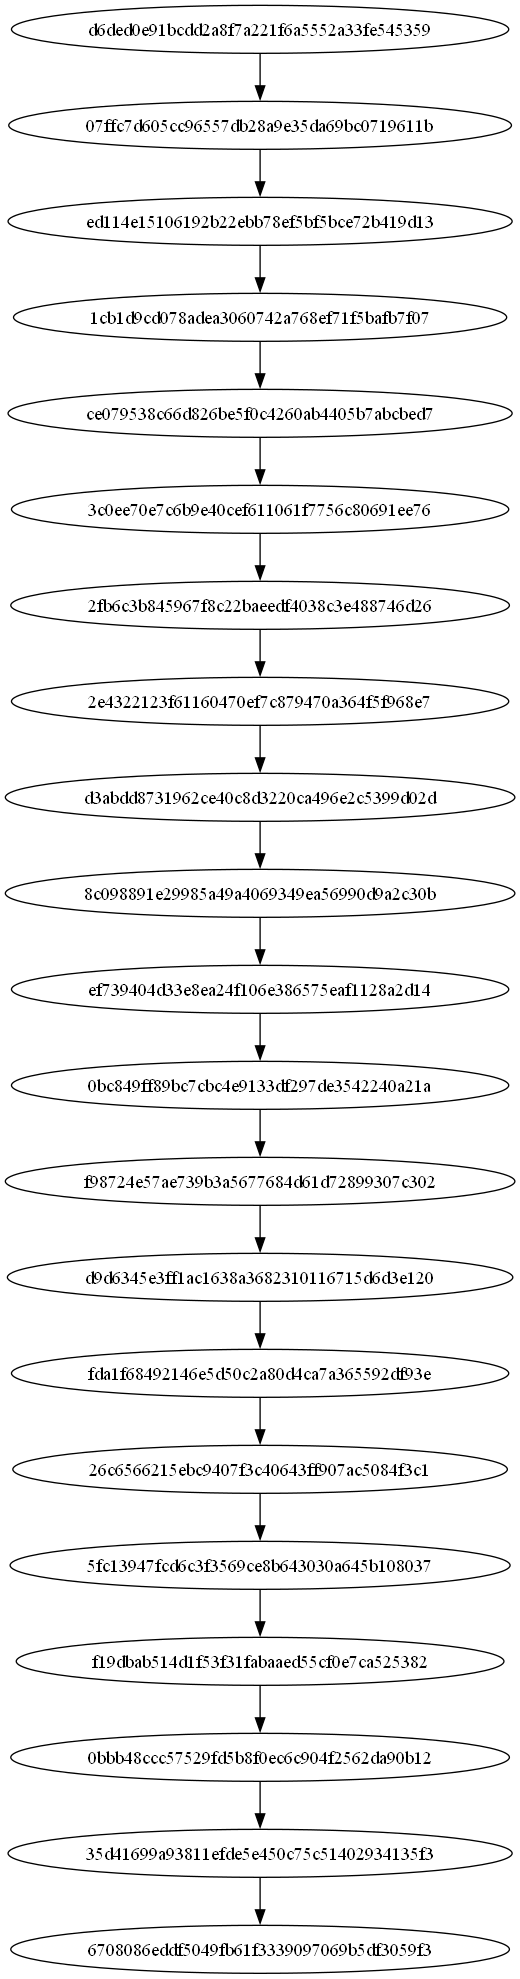 d6ded0e91bcdd2a8f7a221f6a5552a33fe545359
07ffc7d605cc96557db28a9e35da69bc0719611b
ed114e15106192b22ebb78ef5bf5bce72b419d13
1cb1d9cd078adea3060742a768ef71f5bafb7f07
ce079538c66d826be5f0c4260ab4405b7abcbed7
3c0ee70e7c6b9e40cef611061f7756c80691ee76
2fb6c3b845967f8c22baeedf4038c3e488746d26
2e4322123f61160470ef7c879470a364f5f968e7
d3abdd8731962ce40c8d3220ca496e2c5399d02d
8c098891e29985a49a4069349ea56990d9a2c30b
ef739404d33e8ea24f106e386575eaf1128a2d14
0bc849ff89bc7cbc4e9133df297de3542240a21a
f98724e57ae739b3a5677684d61d72899307c302
d9d6345e3ff1ac1638a3682310116715d6d3e120
fda1f68492146e5d50c2a80d4ca7a365592df93e
26c6566215ebc9407f3c40643ff907ac5084f3c1
5fc13947fcd6c3f3569ce8b643030a645b108037
f19dbab514d1f53f31fabaaed55cf0e7ca525382
0bbb48ccc57529fd5b8f0ec6c904f2562da90b12
35d41699a93811efde5e450c75c51402934135f3
6708086eddf5049fb61f3339097069b5df3059f3